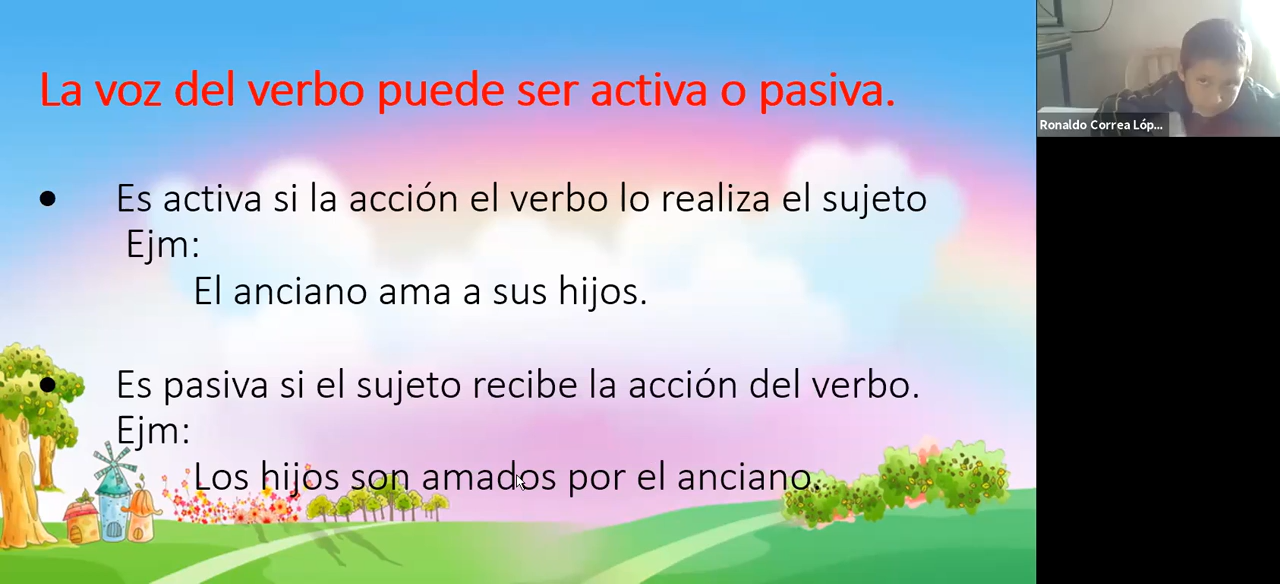 La voz del verbo puede ser activa o pasiva.
• Es activa si la acción el verbo lo realiza el sujeto
Ejm:
El anciano ama a sus hijos.
• Es pasiva si el sujeto recibe la acción del verbo.
Ejm:
Los hijos son amados por el anciano.
Ronaldo Correa Lóp...